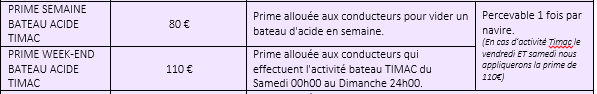 PRIME SEMAINE
BATEAU ACIDE
TIMAC
80 €
Prime allouée aux conducteurs pour vider un
bateau d'acide en semaine.
Percevable 1 fois par
navire.
(En cas d'activité Timac le
vendredi ET samedi nous
appliquerons la prime de
110€)
PRIME WEEK-END
BATEAU ACIDE
TIMAC
110 €
Prime allouée aux conducteurs qui
effectuent l'activité bateau TIMAC du
Samedi 00h00 au Dimanche 24h00.